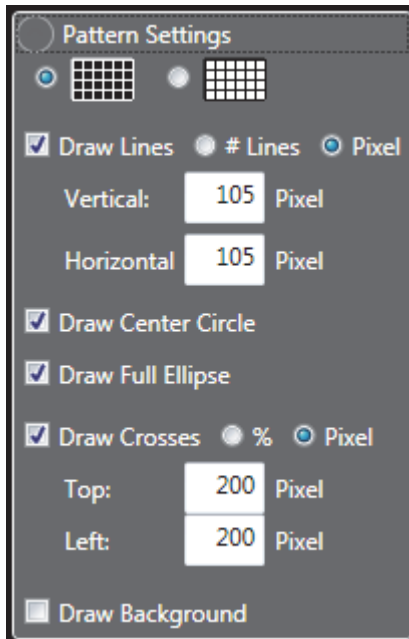 Pattern Settings
Draw Lines # Lines Pixel
Vertical: 105 Pixel
Horizontal 105 Pixel
Draw Center Circle
Draw Full Ellipse
Draw Crosses % Pixel
Top: 200 Pixel
Left: 200 Pixel
Draw Background